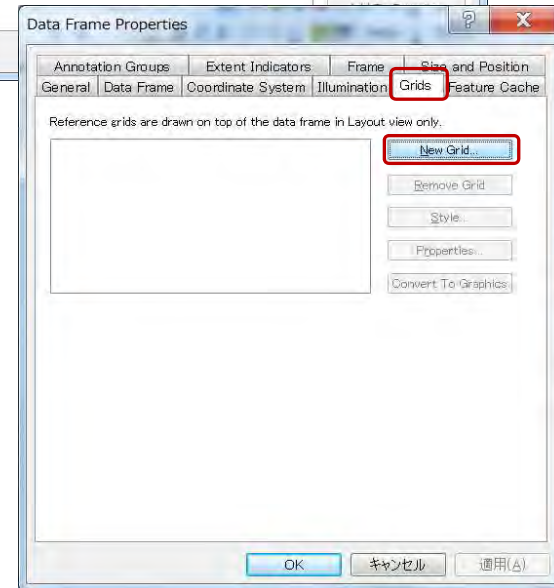 Data Frame Properties
Annotation Groups Extent Indicators Frame Size and Position
General Data Frame Coordinate System Illumination Grids Feature Cache
Reference grids are drawn on top of the data frame in Layout view only.
New Grid...
Remove Grid
Style...
Properties...
Convert To Graphics
OK キャンセル 適用(A)